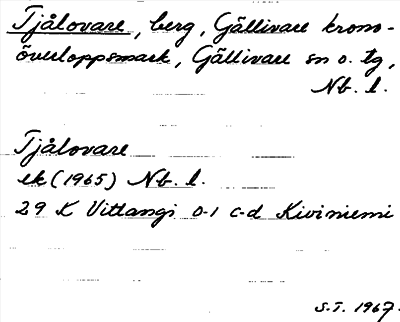 Tjålovare, berg, Gällivare krono-
överloppsmark, Gällivare sn o. tg,
Nb. l.
Tjålovare
ek (1965) Nb. l.
29 K Vittangi 0-1 c-d Kiviniemi
S.I. 1967.